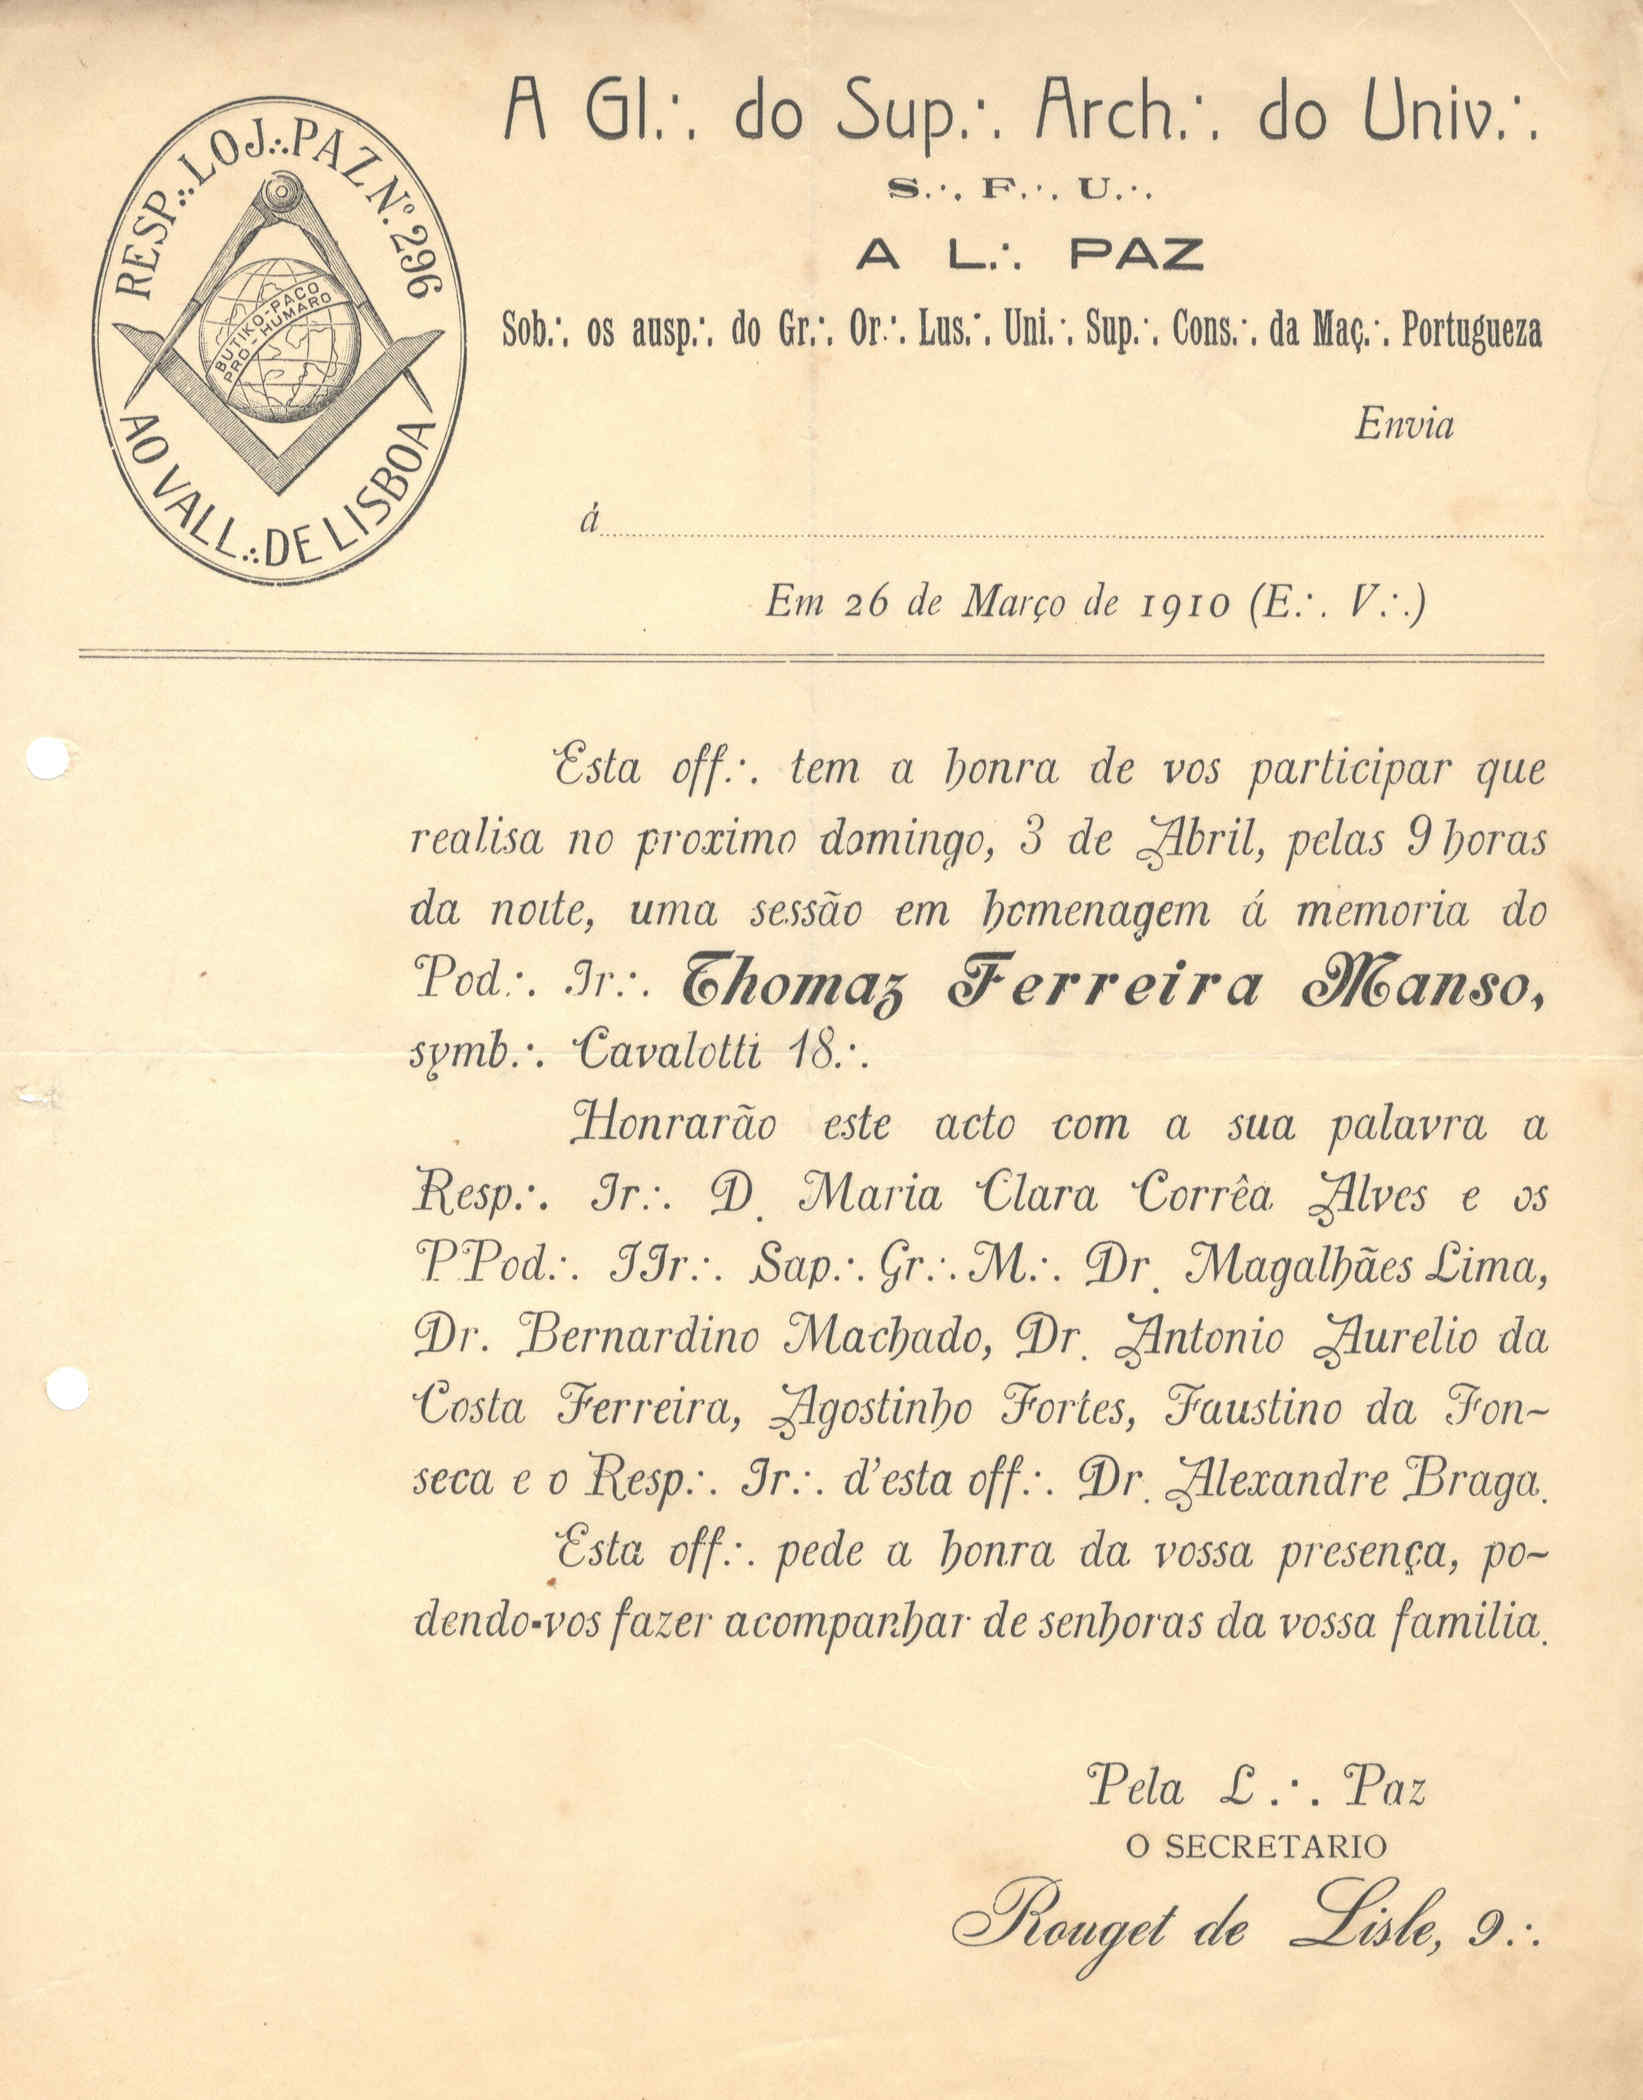 RESP.·. LOJ.·. PAZ N.º 296
BUTIKO-PACO
PRO-HUMARO
AO VALL.·. DE LISBOA
A Gl.·. do Sup.·. Arch.·. do Univ.·.
S.·. F.·. U.·.
A L.·. PAZ
Sob.·. os ausp.·. do Gr.·. Or.·. Lus.·. Uni.·. Sup.·. Cons.·. da Maç.·. Portugueza
Envia
á
Em 26 de Março de 1910 (E.·. V.·.)
Esta off.·. tem a honra de vos participar que
realisa no proximo domingo, 3 de Abril, pelas 9 horas
da noite, uma sessão em homenagem á memoria do
Pod.·. Ir.·. Thomaz Ferreira Manso,
symb.·. Cavalotti 18.·.
Honrarão este acto com a sua palavra a
Resp.·. Ir.·. D. Maria Clara Corrêa Alves e os
PPod.·. IIr.·. Sap.·. Gr.·. M.·. Dr. Magalhães Lima,
Dr. Bernardino Machado, Dr. Antonio Aurelio da
Costa Ferreira, Agostinho Fortes, Faustino da Fon-
seca e o Resp.·. Ir.·. d'esta off.·. Dr. Alexandre Braga.
Esta off.·. pede a honra da vossa presença, po-
dendo-vos fazer acompanhar de senhoras da vossa familia.
Pela L.·. Paz
O SECRETARIO
Rouget de Lisle, 9.·.